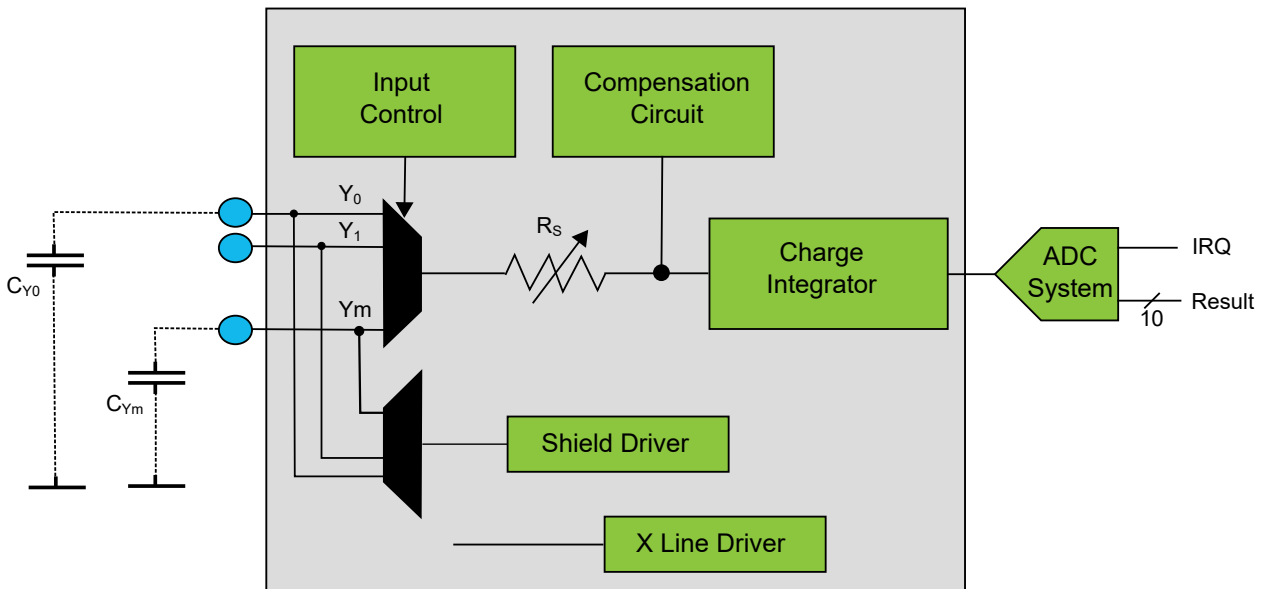 Input
Control
Compensation
Circuit
Y0
Y1
Ym
RS
Charge
Integrator
ADC
System
IRQ
Result
10
CY0
CYm
Shield Driver
X Line Driver